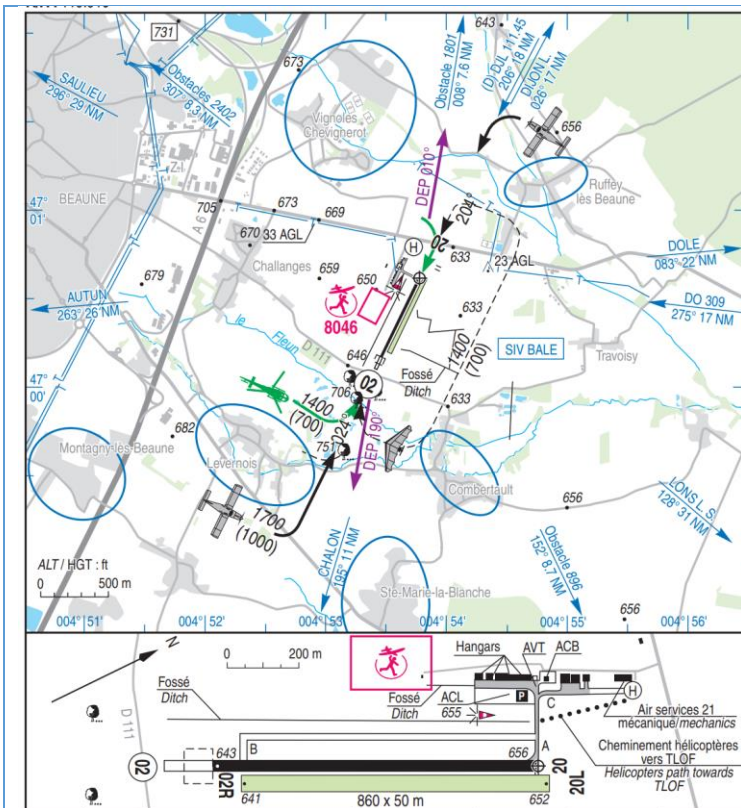 731
673
643
SAULIEU
296° 29 NM
Obstacles 2402
307° 8.3 NM
Obstacle 1801
008° 7.6 NM
(D) DJL 111.45
206° 18 NM
DIJON L.
026° 17 NM
Vignoles
Chevignerot
656
Z.I
DEP 010°
Ruffey
lès Beaune
47°
01'
BEAUNE
A 6
705
673
669
204°
20
H
670
33 AGL
633
23 AGL
DOLE
083° 22 NM
Challanges
659
650
679
8046
633
DO 309
275° 17 NM
AUTUN
263° 26 NM
le
Fleun
D 111
646
1400
(700)
SIV BALE
Travoisy
Fossé
Ditch
47°
00'
02
706
1400
(700)
024°
DEP 190°
633
682
751
Montagny-lès-Beaune
Levernois
Combertault
1700
(1000)
656
LONS L. S.
128° 31 NM
CHALON
195° 11 NM
Obstacle 896
152° 8.7 NM
ALT / HGT : ft
0 500 m
Ste-Marie-la-Blanche
656
004° 51' 004° 52' 004° 53' 004° 54' 004° 55' 004° 56'
N
0 200 m
Hangars
AVT
ACB
Fossé
Ditch
Fossé
Ditch
ACL
655
P
C
H
Air services 21
mécanique/mechanics
D 111
Cheminement hélicoptères
vers TLOF
Helicopters path towards
TLOF
B
A
643
656
02
02R
20
20L
641
652
860 x 50 m